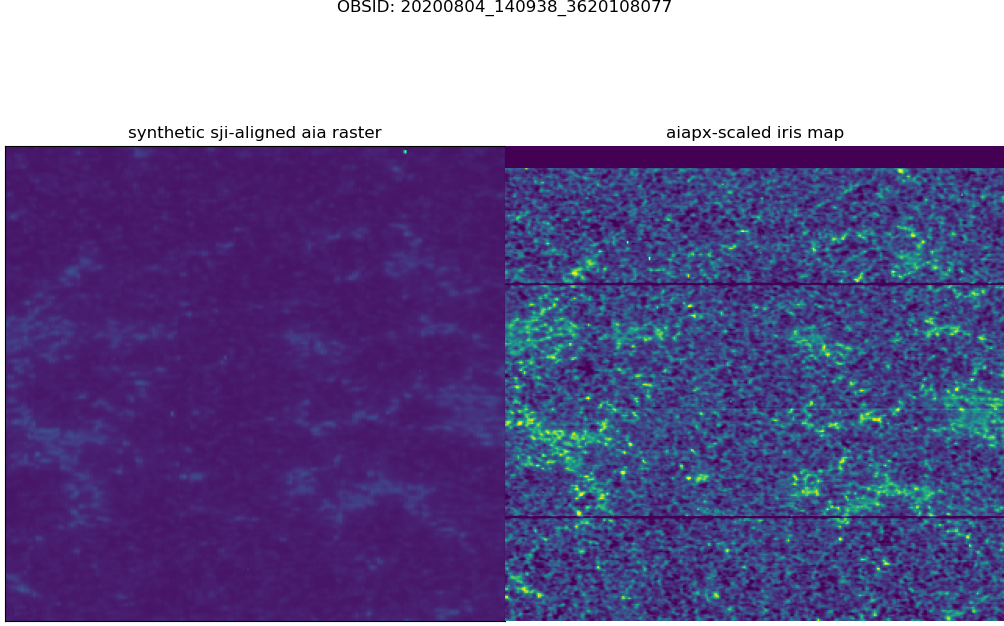 OBSID: 20200804_140938_3620108077
synthetic sji-aligned aia raster
aiapx-scaled iris map